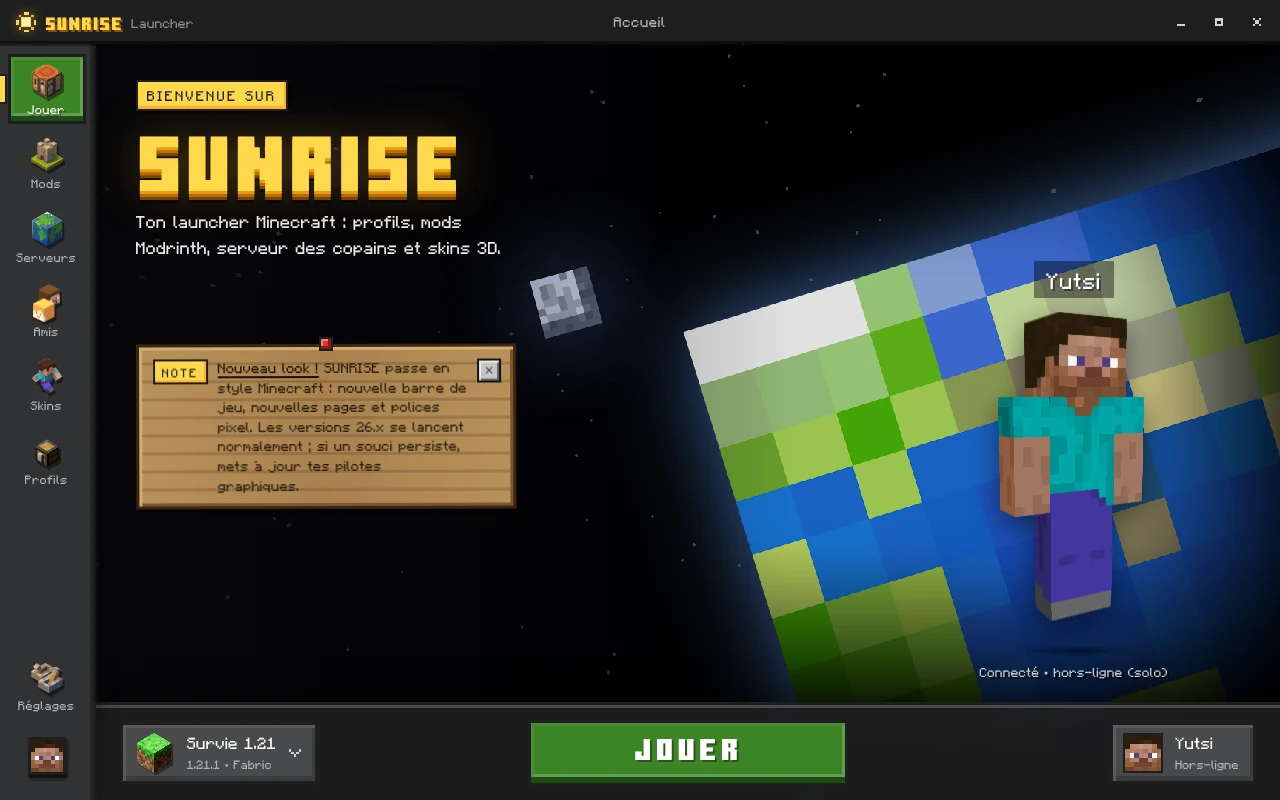 SUNRISE Launcher
Accueil
Jouer
Mods
Serveurs
Amis
Skins
Profils
Réglages
BIENVENUE SUR
SUNRISE
Ton launcher Minecraft : profils, mods
Modrinth, serveur des copains et skins 3D.
NOTE
Nouveau look ! SUNRISE passe en
style Minecraft : nouvelle barre de
jeu, nouvelles pages et polices
pixel. Les versions 26.x se lancent
normalement ; si un souci persiste,
mets à jour tes pilotes
graphiques.
Yutsi
Connecté • hors-ligne (solo)
Survie 1.21
1.21.1 • Fabric
JOUER
Yutsi
Hors-ligne